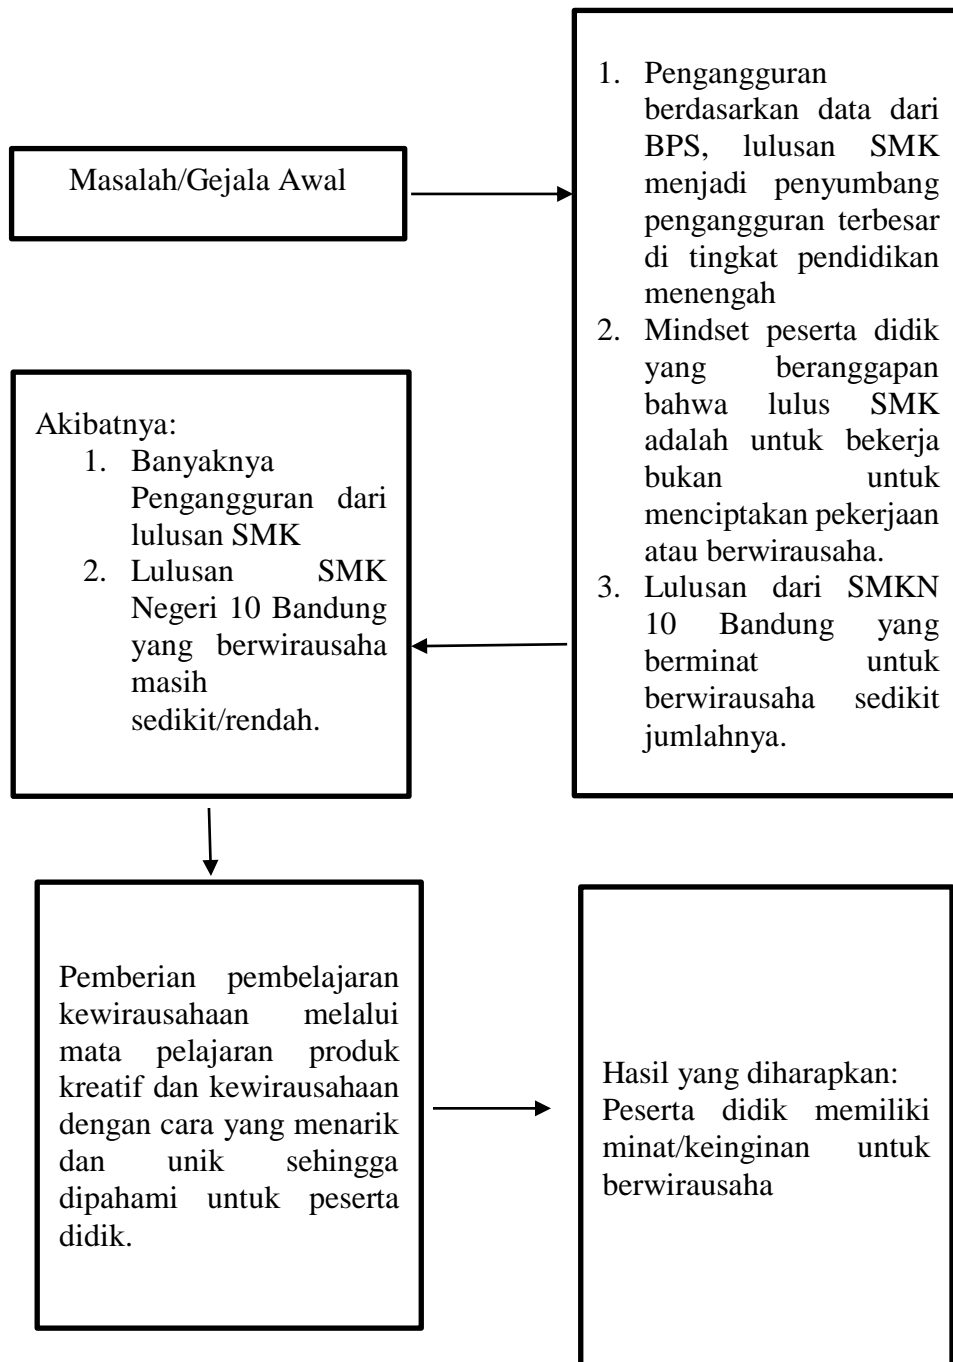 Masalah/Gejala Awal
1. Pengangguran
berdasarkan data dari
BPS, lulusan SMK
menjadi penyumbang
pengangguran terbesar
di tingkat pendidikan
menengah
2. Mindset peserta didik
yang beranggapan
bahwa lulus SMK
adalah untuk bekerja
bukan untuk
menciptakan pekerjaan
atau berwirausaha.
3. Lulusan dari SMKN
10 Bandung yang
berminat untuk
berwirausaha sedikit
jumlahnya.
Akibatnya:
1. Banyaknya
Pengangguran dari
lulusan SMK
2. Lulusan SMK
Negeri 10 Bandung
yang berwirausaha
masih
sedikit/rendah.
Pemberian pembelajaran
kewirausahaan melalui
mata pelajaran produk
kreatif dan kewirausahaan
dengan cara yang menarik
dan unik sehingga
dipahami untuk peserta
didik.
Hasil yang diharapkan:
Peserta didik memiliki
minat/keinginan untuk
berwirausaha